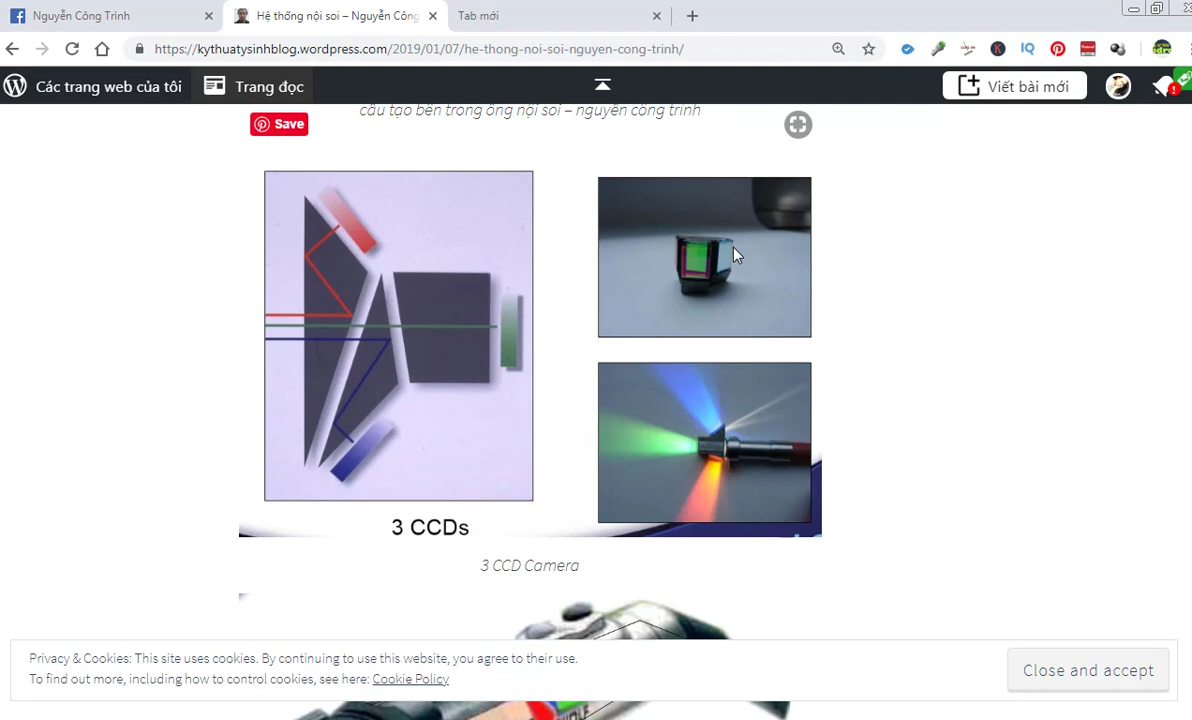 Nguyễn Công Trình
Hệ thống nội soi – Nguyễn Công
Tab mới
https://kythuatysinhblog.wordpress.com/2019/01/07/he-thong-noi-soi-nguyen-cong-trinh/
IQ
Các trang web của tôi
Trang đọc
Viết bài mới
cấu tạo bên trong ống nội soi – nguyễn công trình
Save
3 CCDs
3 CCD Camera
Privacy & Cookies: This site uses cookies. By continuing to use this website, you agree to their use.
To find out more, including how to control cookies, see here: Cookie Policy
Close and accept